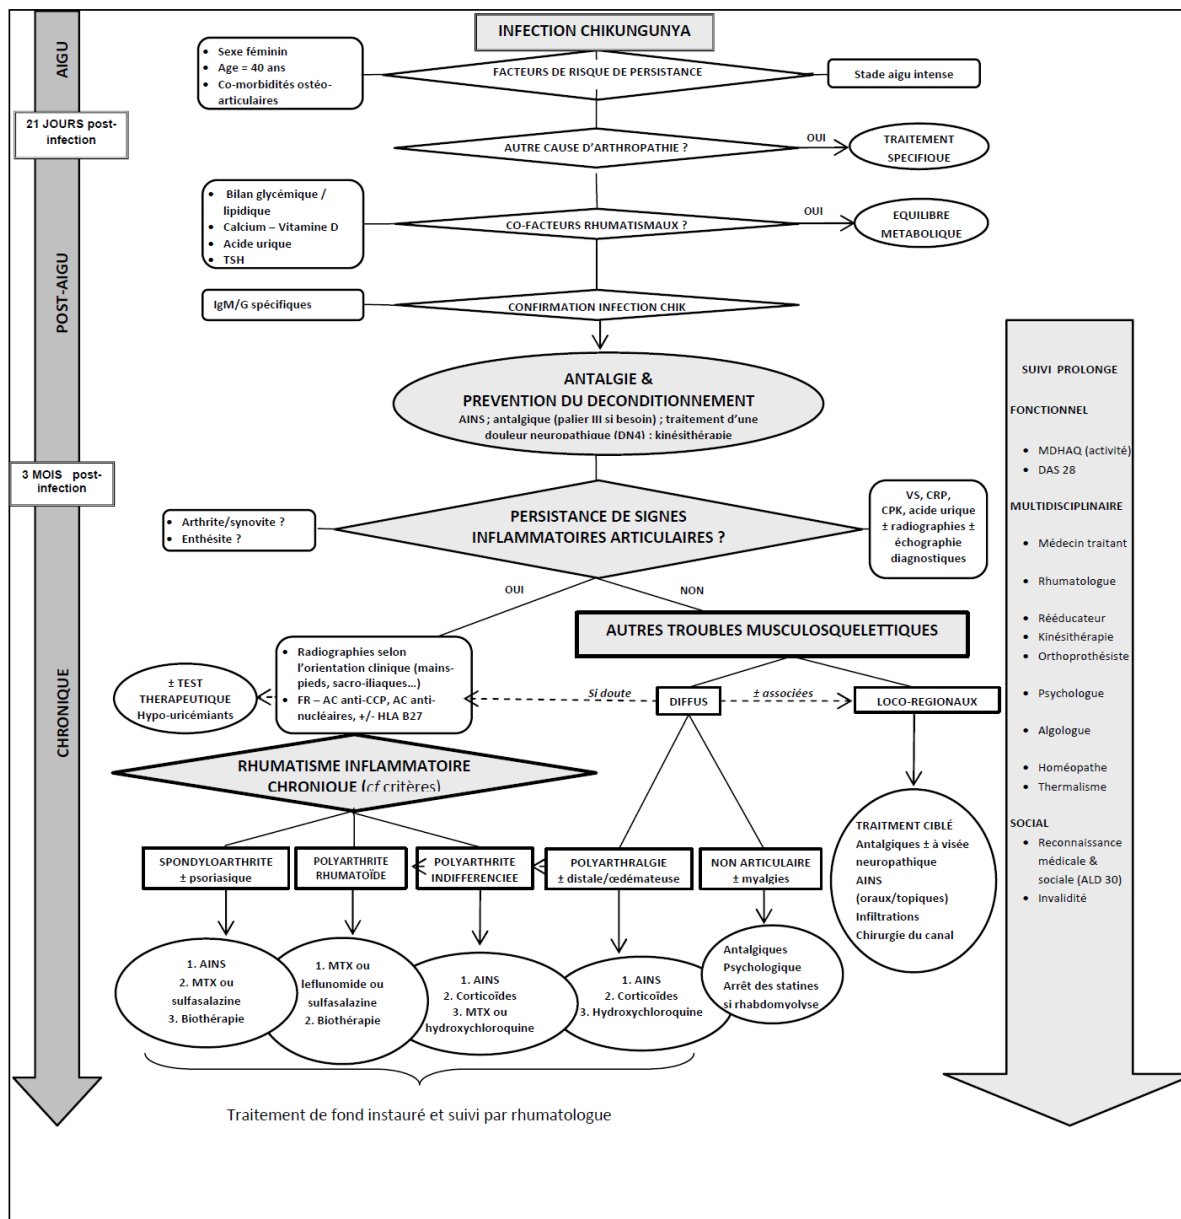 INFECTION CHIKUNGUNYA
AIGU
• Sexe féminin
• Age = 40 ans
• Co-morbidités ostéo-
articulaires
FACTEURS DE RISQUE DE PERSISTANCE
Stade aigu intense
21 JOURS post-
infection
AUTRE CAUSE D'ARTHROPATHIE ?
OUI
TRAITEMENT
SPECIFIQUE
POST-AIGU
• Bilan glycémique /
lipidique
• Calcium – Vitamine D
• Acide urique
• TSH
CO-FACTEURS RHUMATISMAUX ?
OUI
EQUILIBRE
METABOLIQUE
IgM/G spécifiques
CONFIRMATION INFECTION CHIK
ANTALGIE &
PREVENTION DU DECONDITIONNEMENT
AINS ; antalgique (palier III si besoin) ; traitement d'une
douleur neuropathique (DN4) ; kinésithérapie
3 MOIS post-
infection
• Arthrite/synovite ?
• Enthésite ?
PERSISTANCE DE SIGNES
INFLAMMATOIRES ARTICULAIRES ?
VS, CRP,
CPK, acide urique
± radiographies ±
échographie
diagnostiques
OUI
NON
CHRONIQUE
AUTRES TROUBLES MUSCULOSQUELETTIQUES
• Radiographies selon
l'orientation clinique (mains-
pieds, sacro-iliaques…)
• FR – AC anti-CCP, AC anti-
nucléaires, +/- HLA B27
± TEST
THERAPEUTIQUE
Hypo-uricémiants
Si doute
DIFFUS
± associées
LOCO-REGIONAUX
RHUMATISME INFLAMMATOIRE
CHRONIQUE (cf critères)
SPONDYLOARTHRITE
± psoriasique
POLYARTHRITE
RHUMATOÏDE
POLYARTHRITE
INDIFFERENCIEE
POLYARTHRALGIE
± distale/œdémateuse
NON ARTICULAIRE
± myalgies
TRAITMENT CIBLÉ
Antalgiques ± à visée
neuropathique
AINS
(oraux/topiques)
Infiltrations
Chirurgie du canal
1. AINS
2. MTX ou
sulfasalazine
3. Biothérapie
1. MTX ou
leflunomide ou
sulfasalazine
2. Biothérapie
1. AINS
2. Corticoïdes
3. MTX ou
hydroxychloroquine
1. AINS
2. Corticoïdes
3. Hydroxychloroquine
Antalgiques
Psychologique
Arrêt des statines
si rhabdomyolyse
Traitement de fond instauré et suivi par rhumatologue
SUIVI PROLONGE
FONCTIONNEL
• MDHAQ (activité)
• DAS 28
MULTIDISCIPLINAIRE
• Médecin traitant
• Rhumatologue
• Rééducateur
• Kinésithérapie
• Orthoprothésiste
• Psychologue
• Algologue
• Homéopathe
• Thermalisme
SOCIAL
• Reconnaissance
médicale &
sociale (ALD 30)
• Invalidité